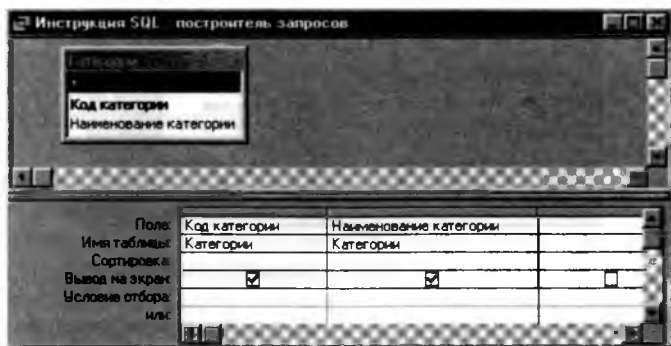 Инструкция SQL построитель запросов
*
Код категории
Наименование категории
Поле: Код категории Наименование категории
Имя таблицы: Категории Категории
Сортировка:
Вывод на экран:
Условие отбора:
или: